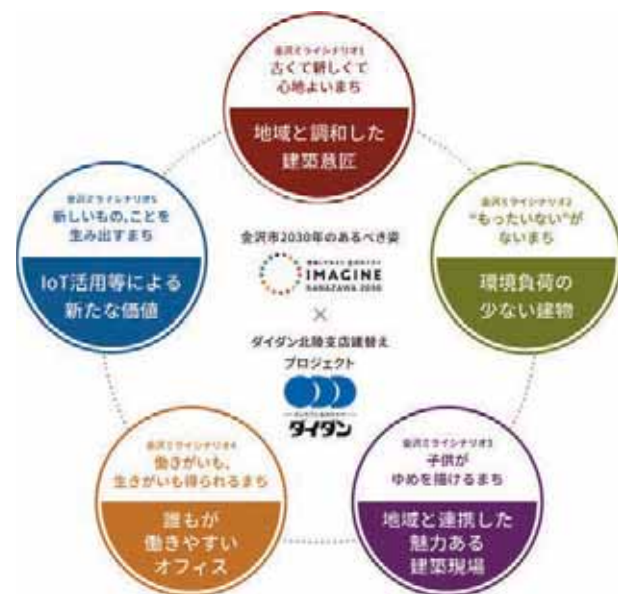 金沢ミライシナリオ1
古くて新しくて
心地よいまち
地域と調和した
建築意匠
金沢ミライシナリオ5
新しいもの、ことを
生み出すまち
IoT活用等による
新たな価値
金沢ミライシナリオ2
“もったいない”が
ないまち
環境負荷の
少ない建物
金沢市2030年のあるべき姿
IMAGINE
KANAZAWA 2030
×
ダイダン北陸支店建替え
プロジェクト
ダイダン
金沢ミライシナリオ4
働きがいも、
生きがいも得られるまち
誰もが
働きやすい
オフィス
金沢ミライシナリオ3
子供が
ゆめを描けるまち
地域と連携した
魅力ある
建築現場